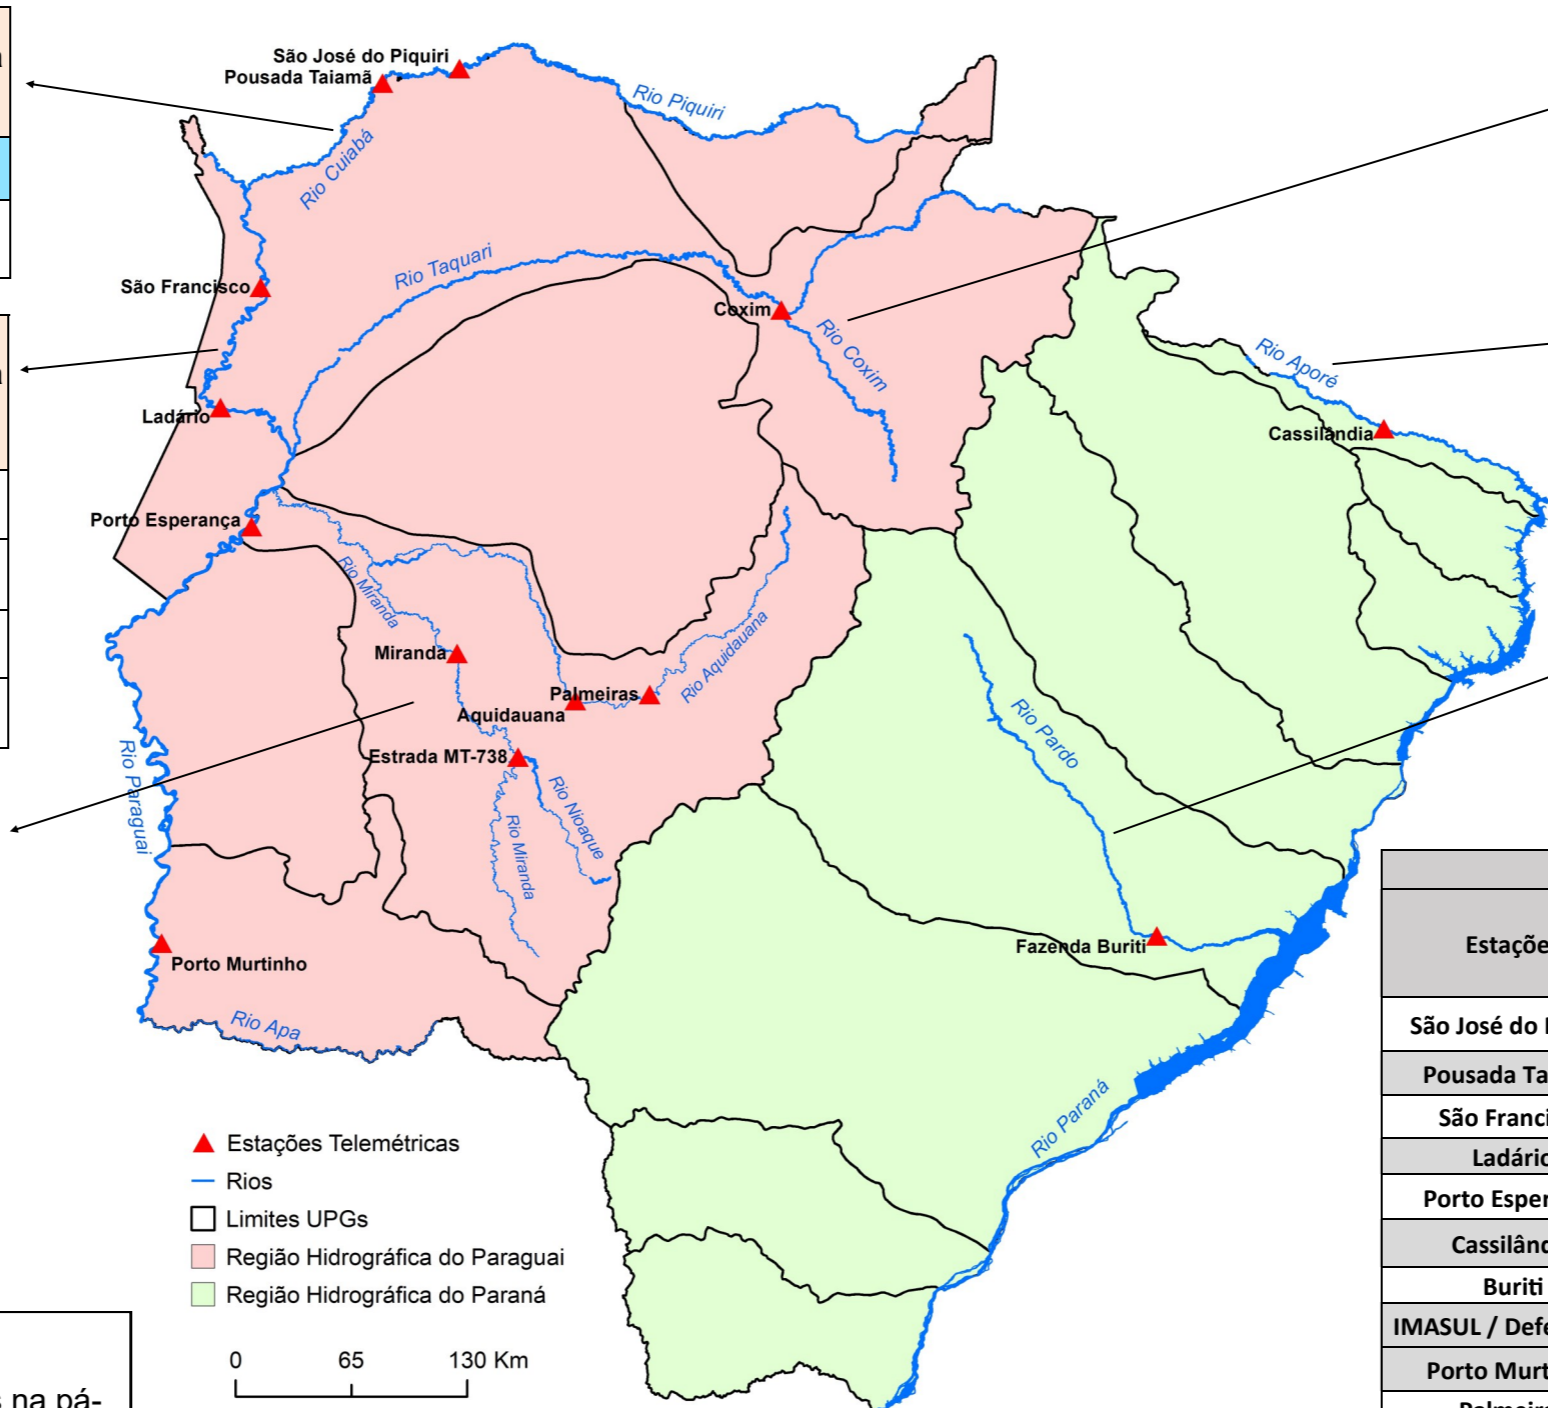 São José do Piquiri
Pousada Taiamã
Rio Piquiri
Rio Cuiabá
Rio Taquari
São Francisco
Coxim
Rio Coxim
Rio Aporé
Ladário
Cassilândia
Porto Esperança
Rio Miranda
Rio Aquidauana
Miranda
Palmeiras
Aquidauana
Rio Pardo
Estrada MT-738
Rio Paraguai
Rio Nioaque
Rio Miranda
Fazenda Buriti
Porto Murtinho
Rio Apa
Rio Paraná
Estações Telemétricas
Rios
Limites UPGs
Região Hidrográfica do Paraguai
Região Hidrográfica do Paraná
0 65 130 Km
s na pá-
Estaçõe
São José do
Pousada Ta
São Franci
Ladário
Porto Esper
Cassilând
Buriti
IMASUL / Defe
Porto Murt